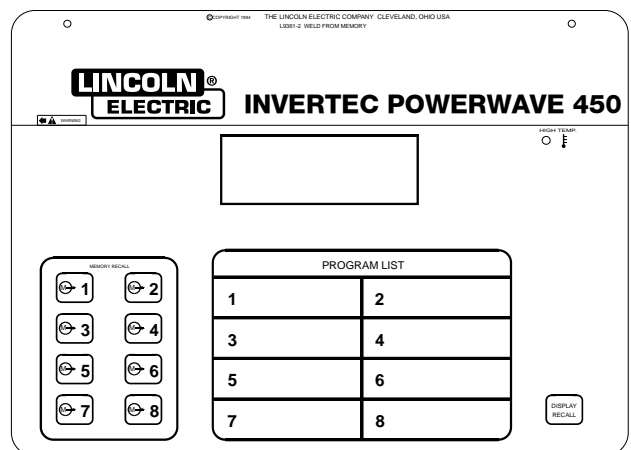 ©COPYRIGHT 1994 THE LINCOLN ELECTRIC COMPANY CLEVELAND, OHIO USA
L9361-2 WELD FROM MEMORY
LINCOLN ®
ELECTRIC
INVERTEC POWERWAVE 450
WARNING
HIGH TEMP.
MEMORY RECALL
M 1
M 2
M 3
M 4
M 5
M 6
M 7
M 8
PROGRAM LIST
1 2
3 4
5 6
7 8
DISPLAY
RECALL